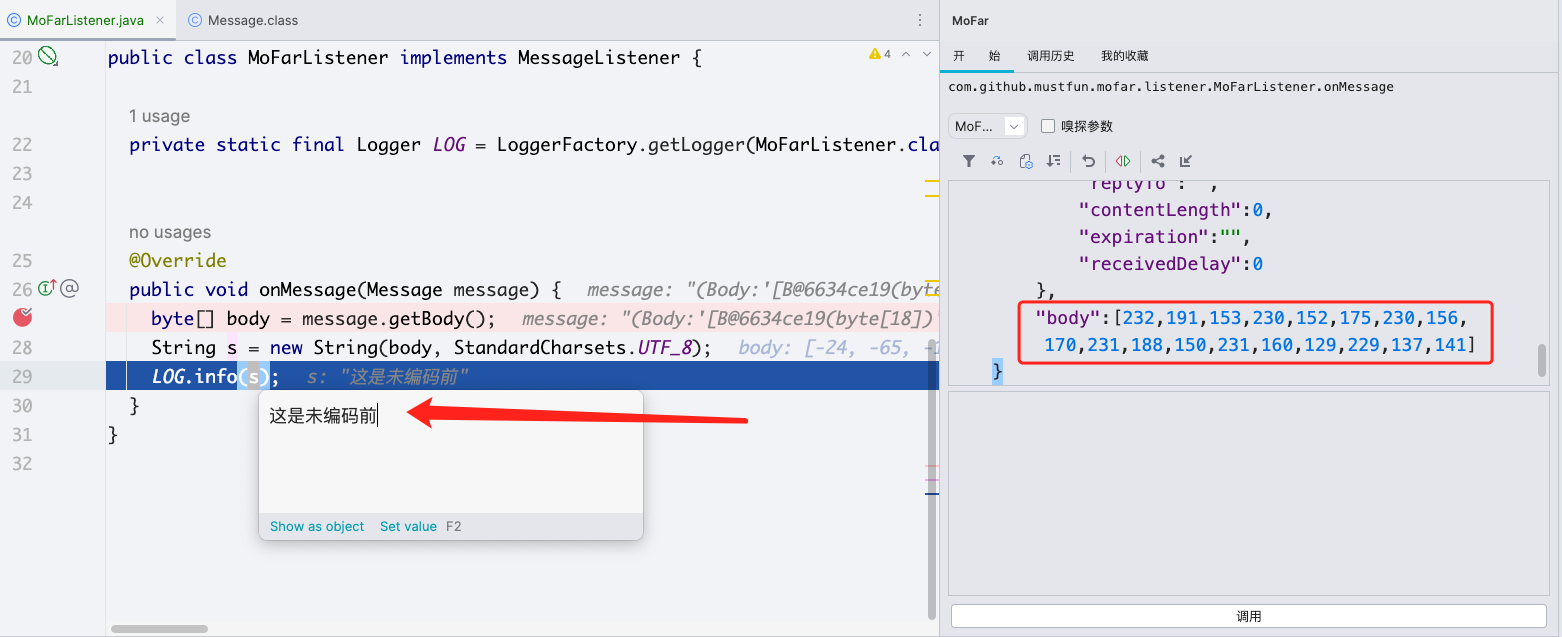 MoFarListener.java
Message.class
MoFar
20 public class MoFarListener implements MessageListener {
4
21
1 usage
22 private static final Logger LOG = LoggerFactory.getLogger(MoFarListener.cla
23
24
no usages
25 @Override
26 public void onMessage(Message message) { message: "(Body:'[B@6634ce19(byte
byte[] body = message.getBody(); message: "(Body:'[B@6634ce19(byte[18])'
28 String s = new String(body, StandardCharsets.UTF_8); body: [-24, -65, -1
29 LOG.info(s); s: "这是未编码前"
30 }
31 }
32
这是未编码前
Show as object Set value F2
开 始 调用历史 我的收藏
com.github.mustfun.mofar.listener.MoFarListener.onMessage
MoF... 嗅探参数
"replyTo":"",
"contentLength":0,
"expiration":"",
"receivedDelay":0
},
"body":[232,191,153,230,152,175,230,156,
170,231,188,150,231,160,129,229,137,141]
}
调用